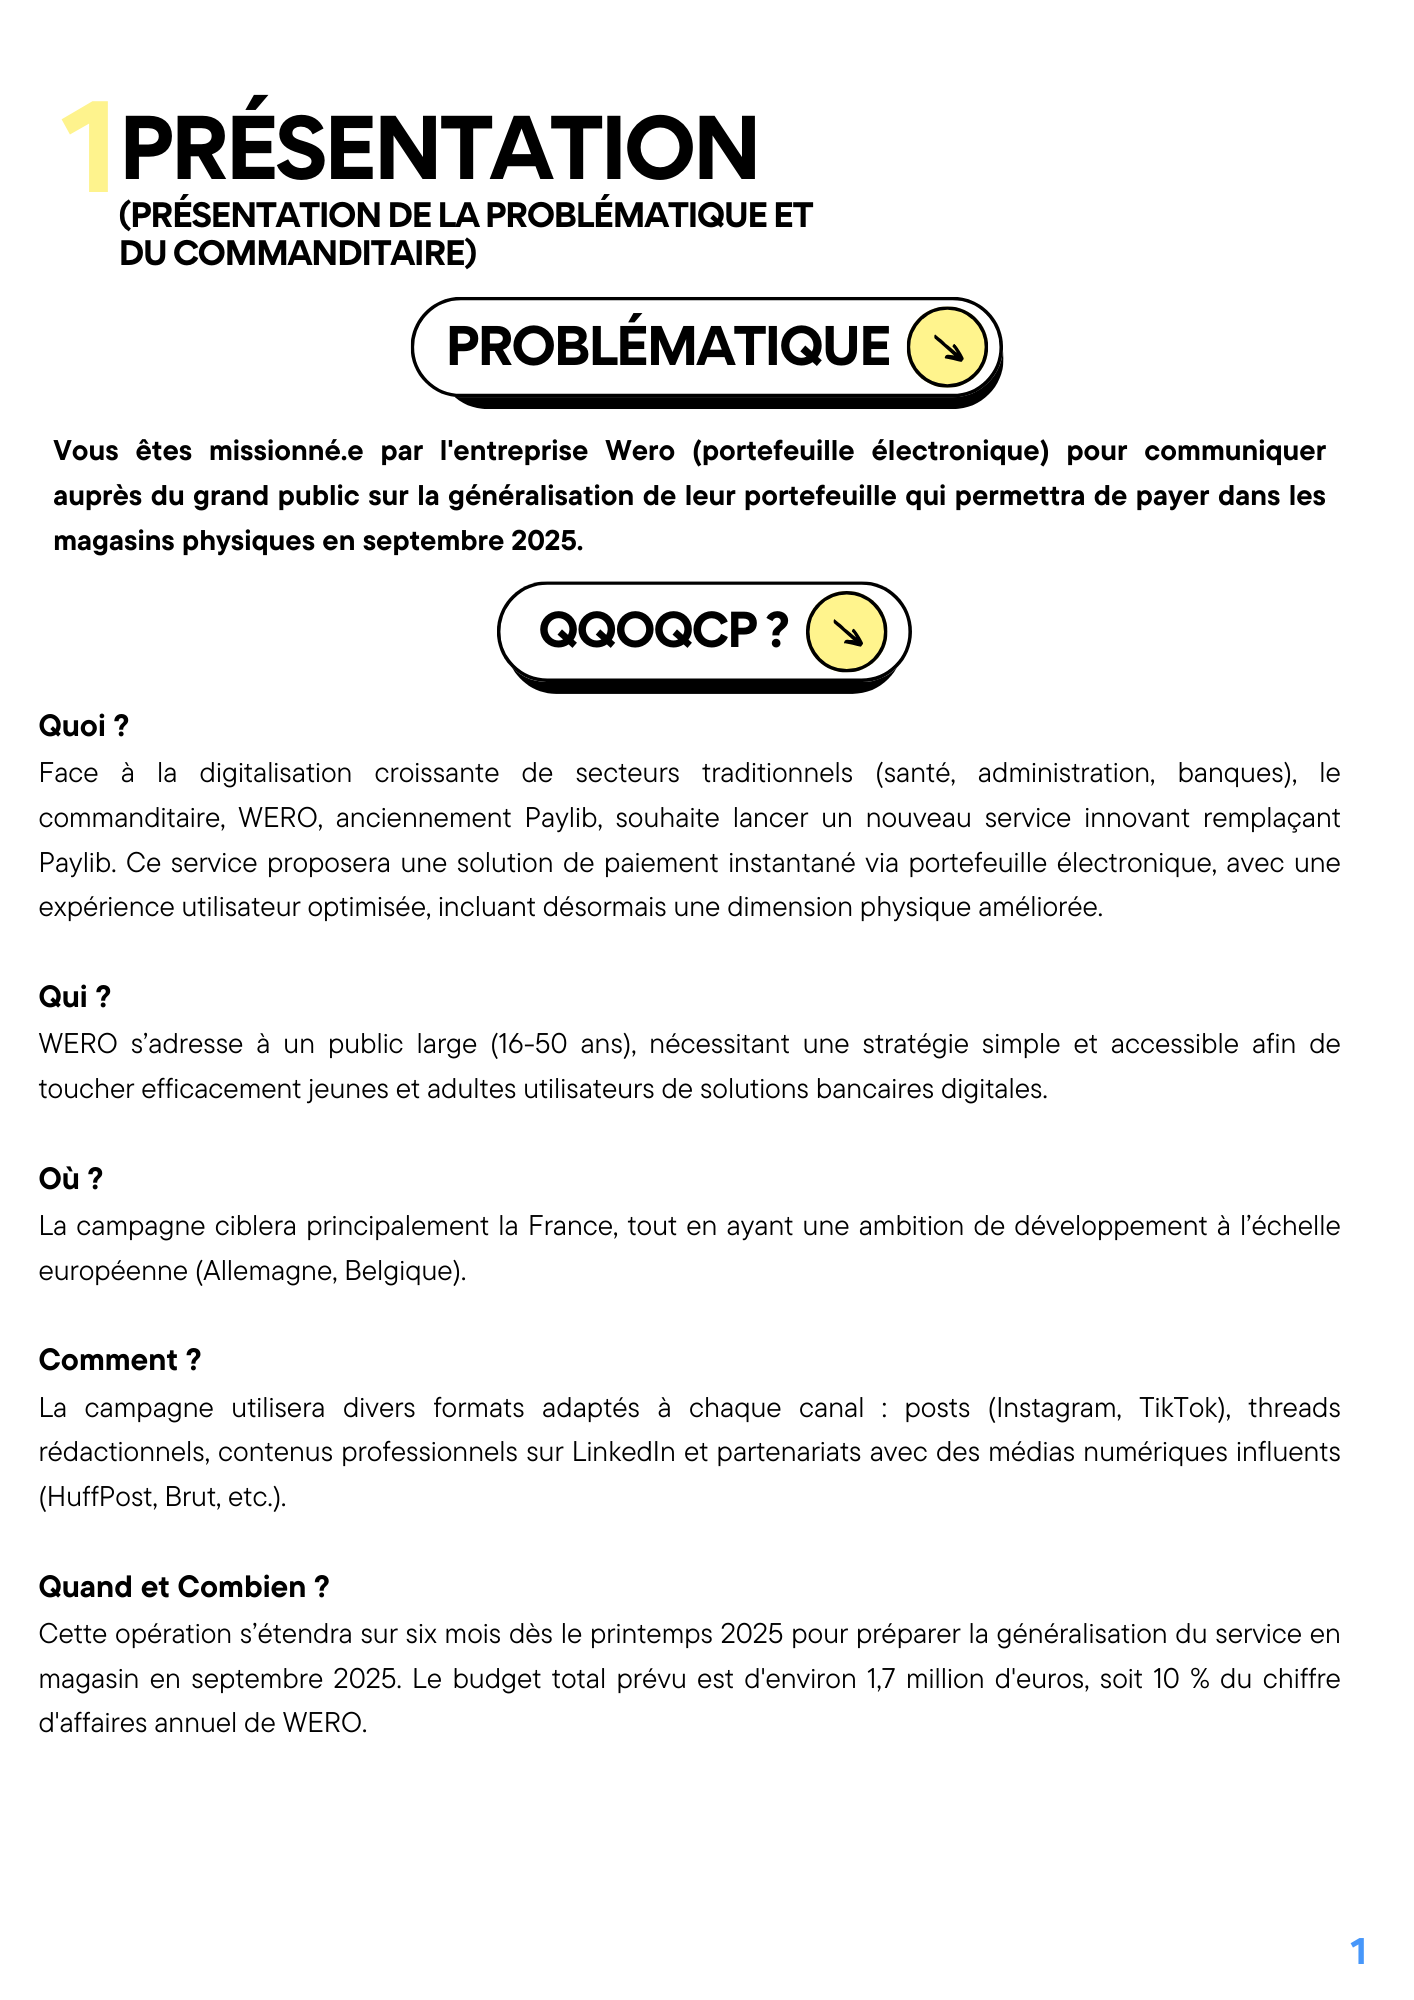 1 PRÉSENTATION
(PRÉSENTATION DE LA PROBLÉMATIQUE ET
DU COMMANDITAIRE)
PROBLÉMATIQUE
Vous êtes missionné.e par l'entreprise Wero (portefeuille électronique) pour communiquer
auprès du grand public sur la généralisation de leur portefeuille qui permettra de payer dans les
magasins physiques en septembre 2025.
QQOQCP ?
Quoi ?
Face à la digitalisation croissante de secteurs traditionnels (santé, administration, banques), le
commanditaire, WERO, anciennement Paylib, souhaite lancer un nouveau service innovant remplaçant
Paylib. Ce service proposera une solution de paiement instantané via portefeuille électronique, avec une
expérience utilisateur optimisée, incluant désormais une dimension physique améliorée.
Qui ?
WERO s’adresse à un public large (16-50 ans), nécessitant une stratégie simple et accessible afin de
toucher efficacement jeunes et adultes utilisateurs de solutions bancaires digitales.
Où ?
La campagne ciblera principalement la France, tout en ayant une ambition de développement à l’échelle
européenne (Allemagne, Belgique).
Comment ?
La campagne utilisera divers formats adaptés à chaque canal : posts (Instagram, TikTok), threads
rédactionnels, contenus professionnels sur LinkedIn et partenariats avec des médias numériques influents
(HuffPost, Brut, etc.).
Quand et Combien ?
Cette opération s’étendra sur six mois dès le printemps 2025 pour préparer la généralisation du service en
magasin en septembre 2025. Le budget total prévu est d'environ 1,7 million d'euros, soit 10 % du chiffre
d'affaires annuel de WERO.
1